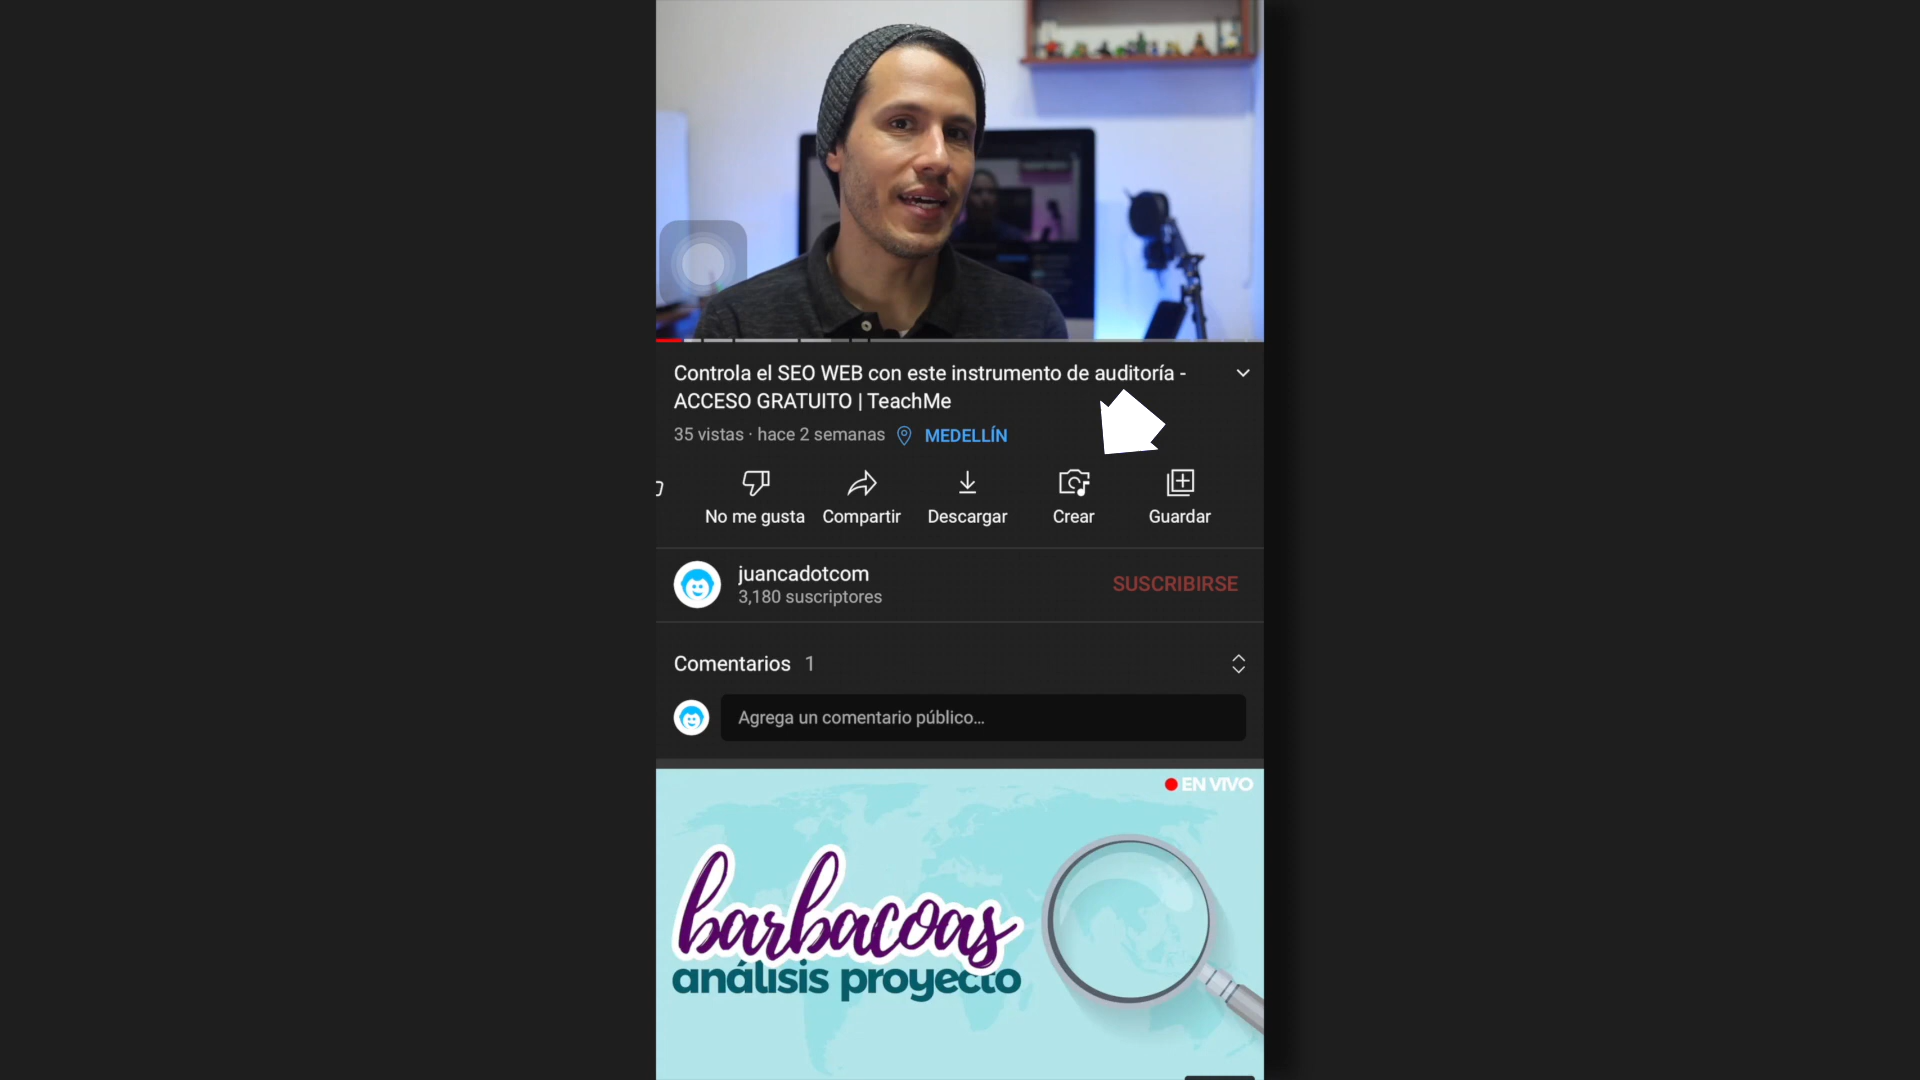 Controla el SEO WEB con este instrumento de auditoría -
ACCESO GRATUITO | TeachMe
35 vistas · hace 2 semanas MEDELLÍN
No me gusta Compartir Descargar Crear Guardar
juancadotcom
3,180 suscriptores
SUSCRIBIRSE
Comentarios 1
Agrega un comentario público...
EN VIVO
barbacoas
análisis proyecto